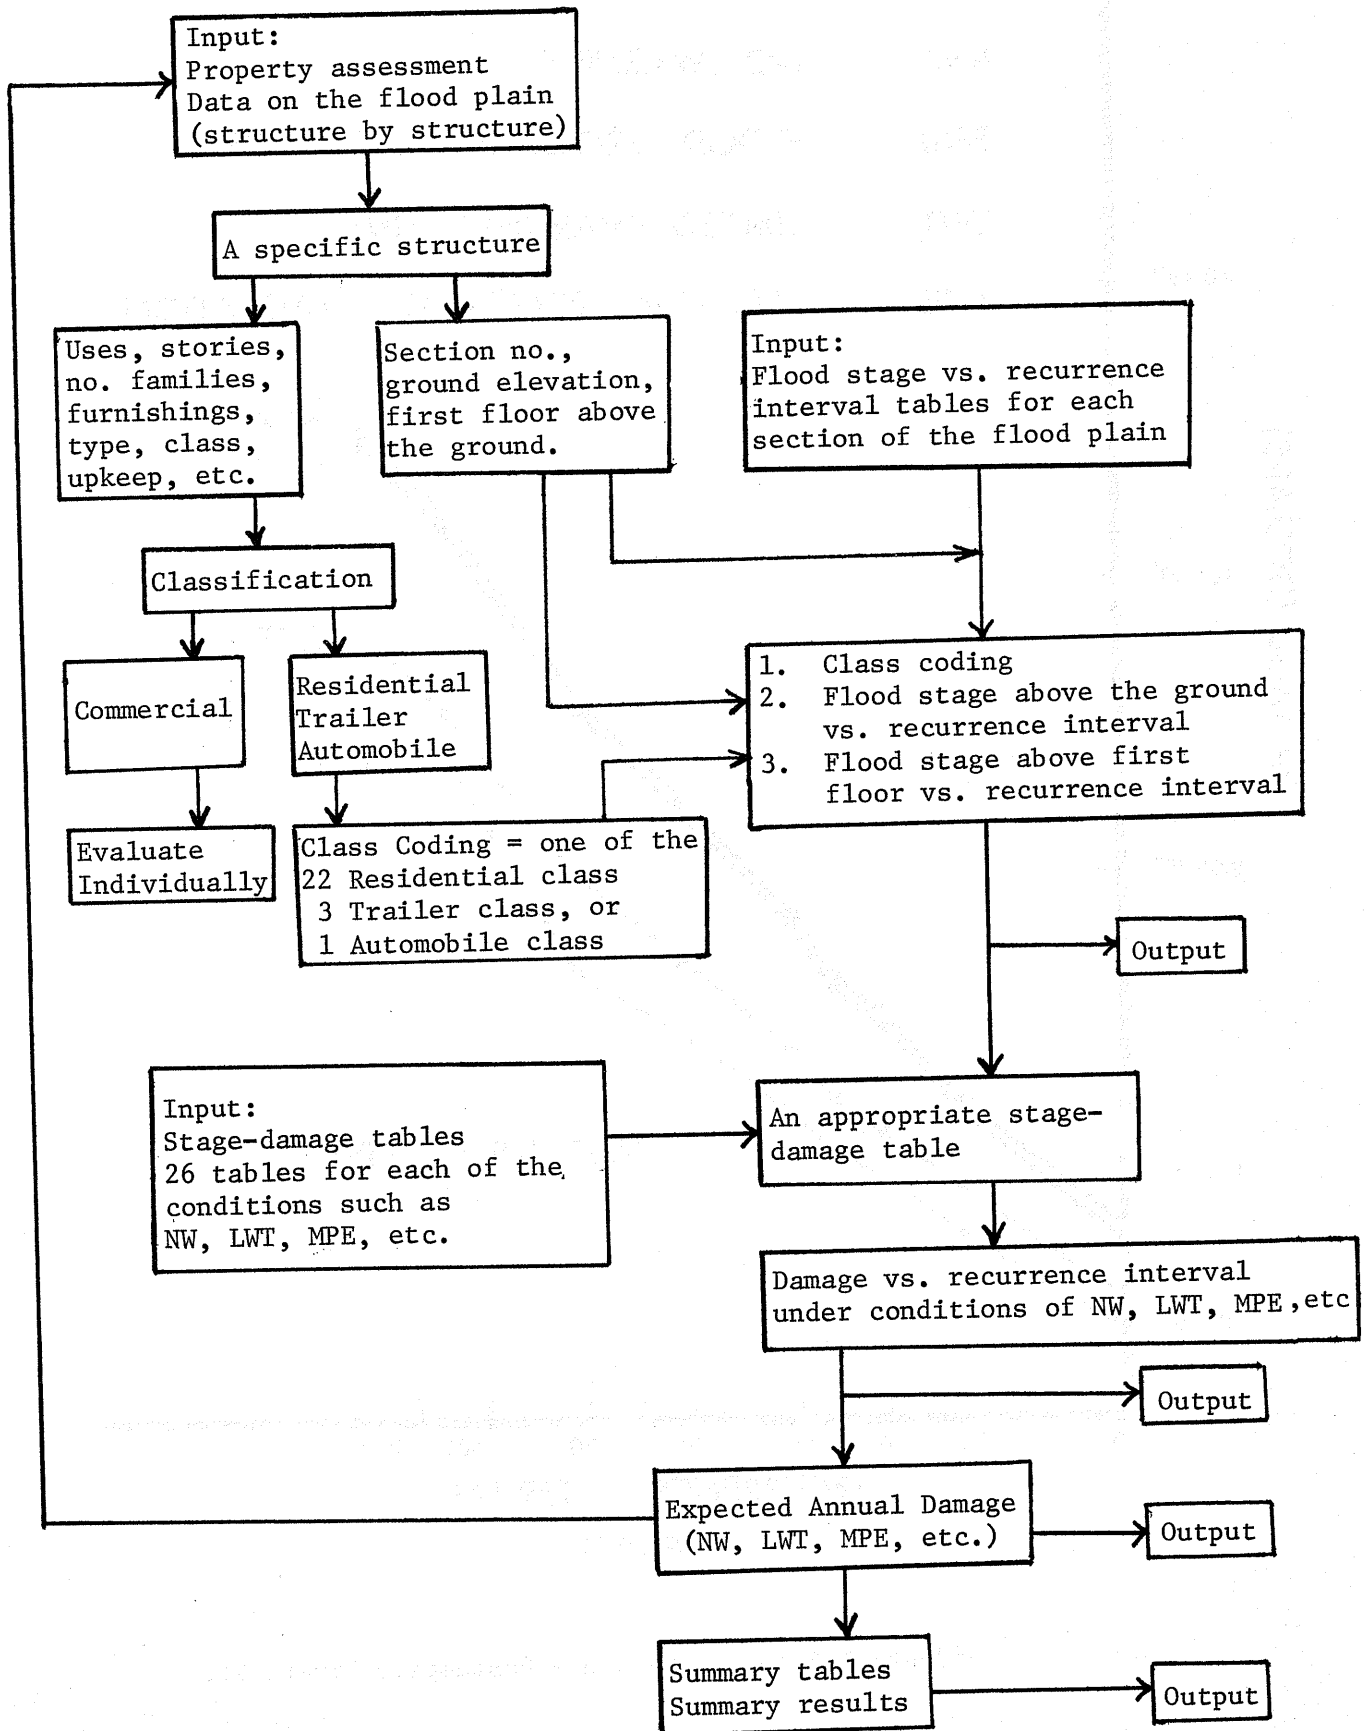 Input:
Property assessment
Data on the flood plain
(structure by structure)
A specific structure
Uses, stories,
no. families,
furnishings,
type, class,
upkeep, etc.
Section no.,
ground elevation,
first floor above
the ground.
Input:
Flood stage vs. recurrence
interval tables for each
section of the flood plain
Classification
Commercial
Residential
Trailer
Automobile
1. Class coding
2. Flood stage above the ground
vs. recurrence interval
3. Flood stage above first
floor vs. recurrence interval
Evaluate
Individually
Class Coding = one of the
22 Residential class
3 Trailer class, or
1 Automobile class
Output
Input:
Stage-damage tables
26 tables for each of the
conditions such as
NW, LWT, MPE, etc.
An appropriate stage-
damage table
Damage vs. recurrence interval
under conditions of NW, LWT, MPE,etc
Output
Expected Annual Damage
(NW, LWT, MPE, etc.)
Output
Summary tables
Summary results
Output